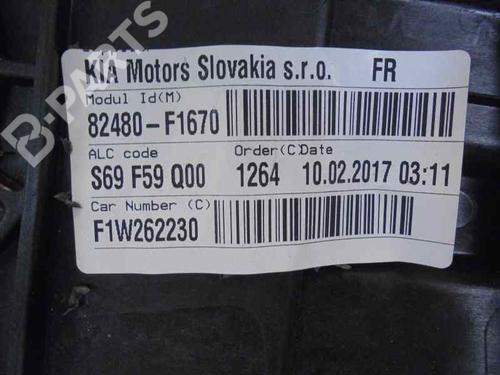 KIA Motors Slovakia s.r.o. FR
Modul Id(M)
82480-F1670
ALC code Order(C)Date
S69 F59 Q00 1264 10.02.2017 03:11
Car Number (C)
F1W262230
B-PARTS